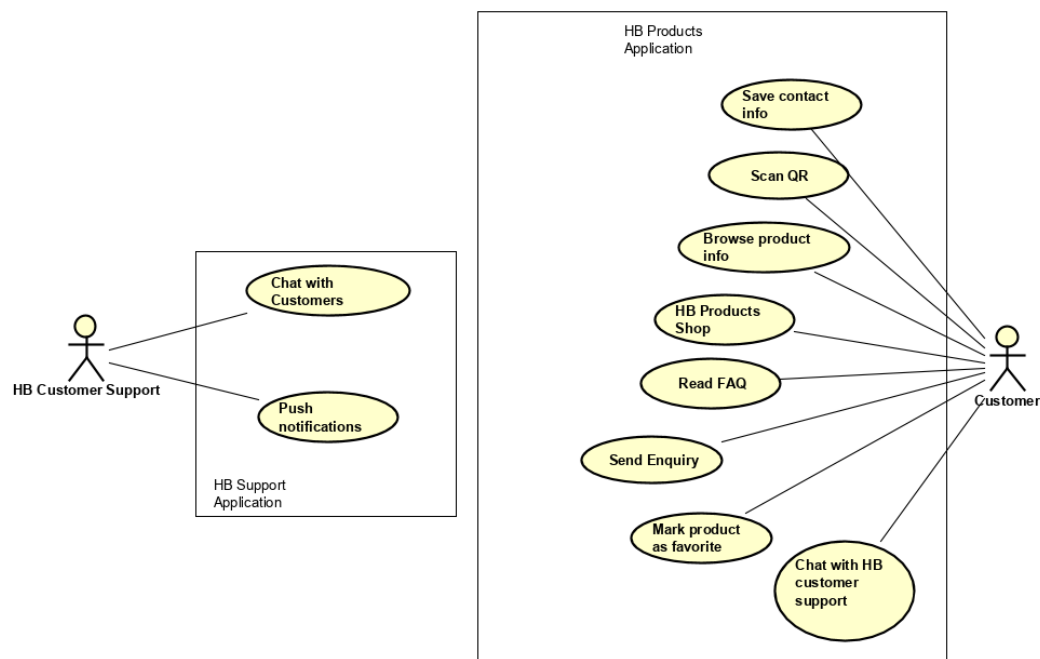 HB Products
Application
Save contact
info
Scan QR
Browse product
info
HB Products
Shop
Read FAQ
Send Enquiry
Mark product
as favorite
Chat with HB
customer
support
Customer
Chat with
Customers
Push
notifications
HB Support
Application
HB Customer Support